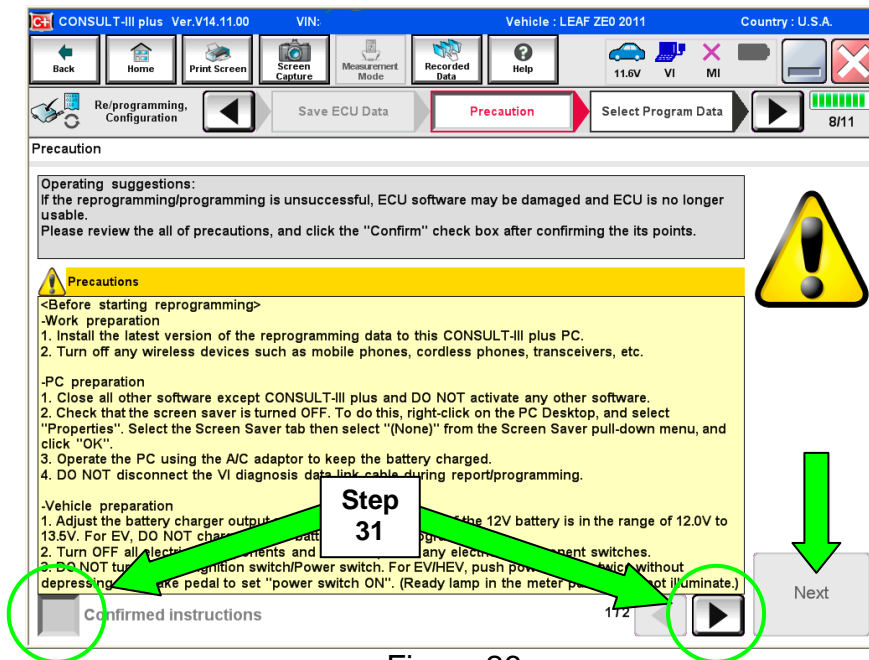 CONSULT-III plus Ver.V14.11.00 VIN: Vehicle : LEAF ZE0 2011 Country : U.S.A.
Back Home Print Screen Screen Capture Measurement Mode Recorded Data Help 11.6V VI MI
Re/programming, Configuration Save ECU Data Precaution Select Program Data 8/11
Precaution
Operating suggestions:
If the reprogramming/programming is unsuccessful, ECU software may be damaged and ECU is no longer
usable.
Please review the all of precautions, and click the "Confirm" check box after confirming the its points.
Precautions
<Before starting reprogramming>
-Work preparation
1. Install the latest version of the reprogramming data to this CONSULT-III plus PC.
2. Turn off any wireless devices such as mobile phones, cordless phones, transceivers, etc.
-PC preparation
1. Close all other software except CONSULT-III plus and DO NOT activate any other software.
2. Check that the screen saver is turned OFF. To do this, right-click on the PC Desktop, and select
"Properties". Select the Screen Saver tab then select "(None)" from the Screen Saver pull-down menu, and
click "OK".
3. Operate the PC using the A/C adaptor to keep the battery charged.
4. DO NOT disconnect the VI diagnosis data link cable during report/programming.
-Vehicle preparation
1. Adjust the battery charger output the 12V battery is in the range of 12.0V to
13.5V. For EV, DO NOT
2. Turn OFF all and any switches.
3. DO NOT switch/Power switch. For EV/HEV, push twice without
pedal to set "power switch ON". (Ready lamp in the meter illuminate.)
Step
31
Confirmed instructions 1/2 Next